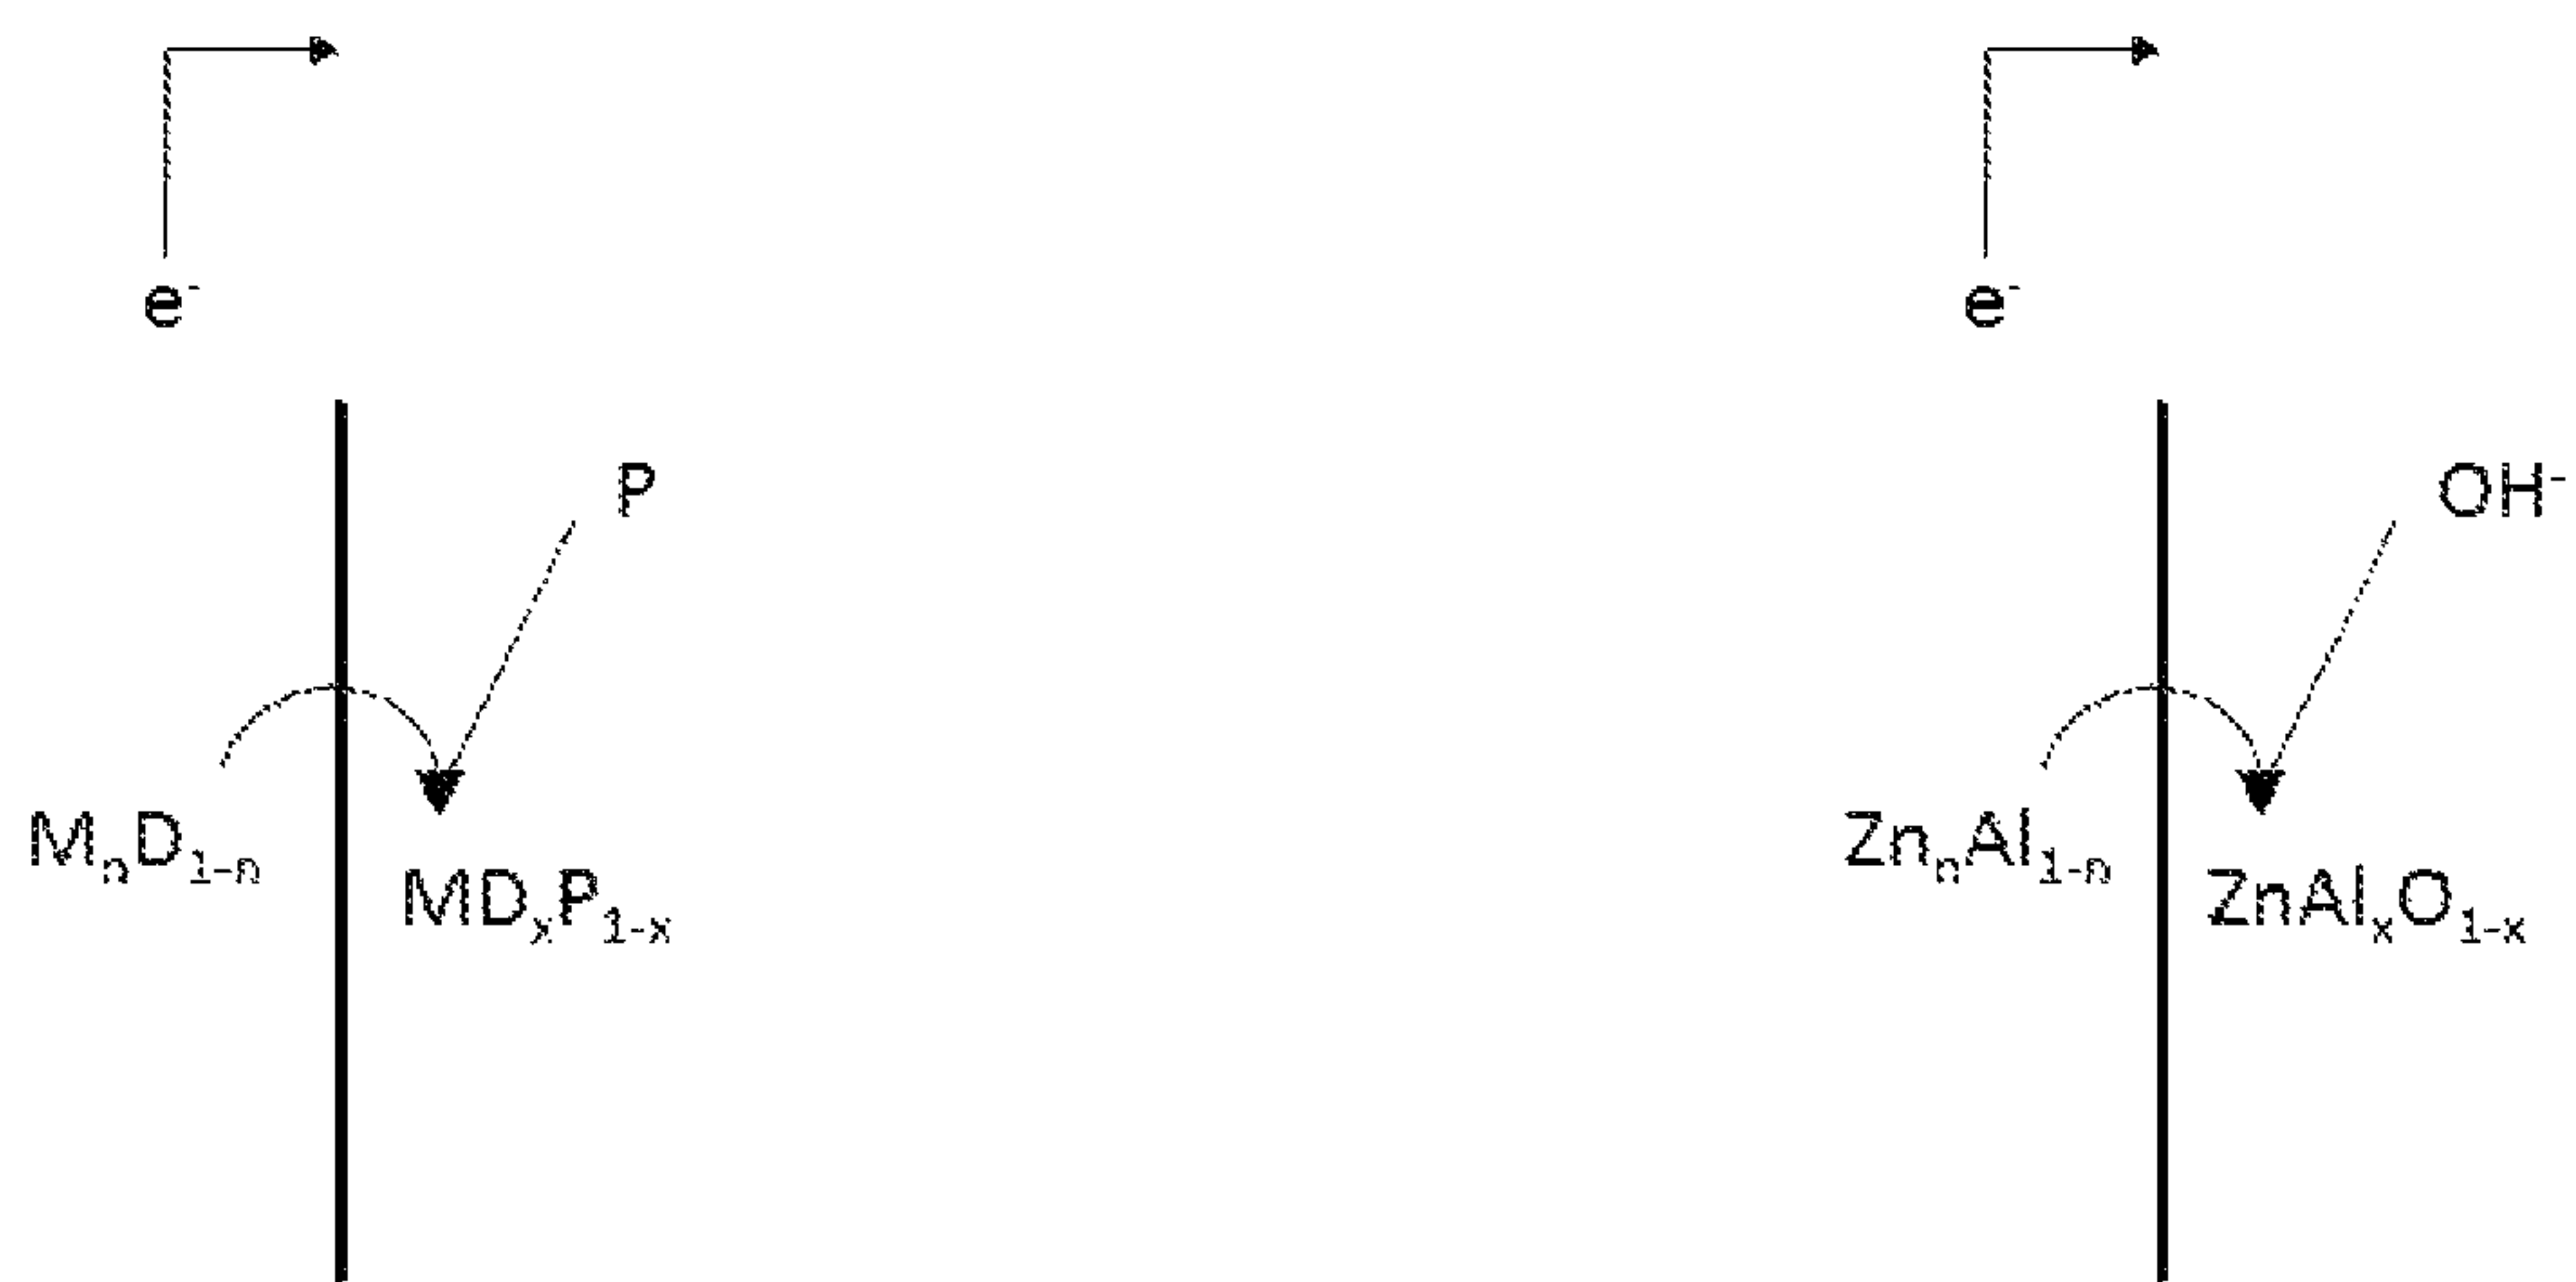 e⁻ e⁻
P OH⁻
MₙD₁₋ₙ ZnₙAl₁₋ₙ
MDₓP₁₋ₓ ZnAlₓO₁₋ₓ